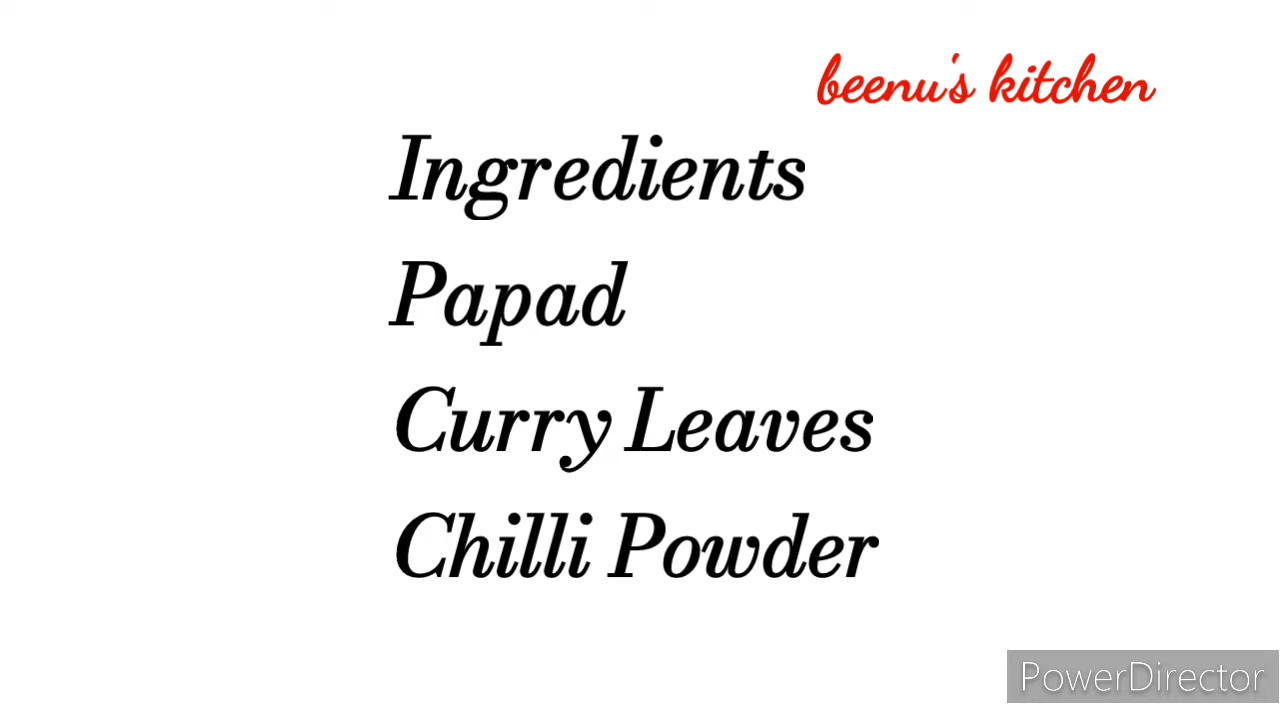 beenu's kitchen
Ingredients
Papad
Curry Leaves
Chilli Powder
PowerDirector